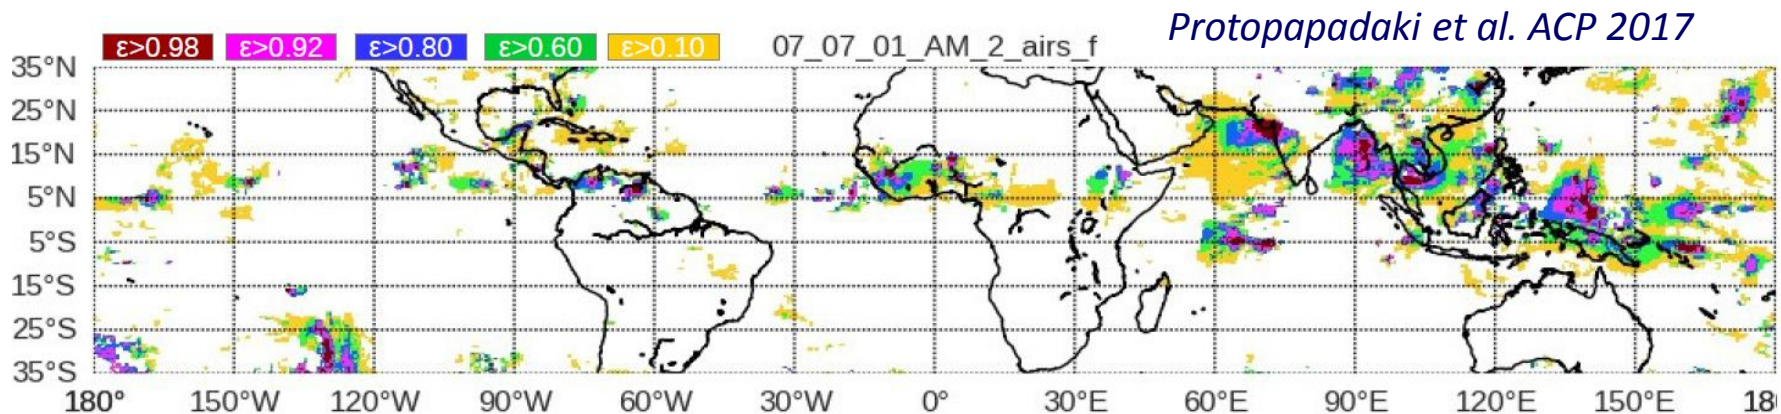 Protopapadaki et al. ACP 2017
ε>0.98 ε>0.92 ε>0.80 ε>0.60 ε>0.10 07_07_01_AM_2_airs_f
35°N
25°N
15°N
5°N
5°S
15°S
25°S
35°S
180° 150°W 120°W 90°W 60°W 30°W 0° 30°E 60°E 90°E 120°E 150°E 180